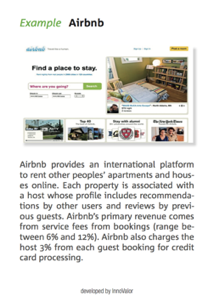 Example Airbnb
airbnb
Find a place to stay.
Where are you going?
Search
Top 40
Stay with alumni
The New York Times
Airbnb provides an international platform
to rent other peoples' apartments and hous-
es online. Each property is associated with
a host whose profile includes recommenda-
tions by other users and reviews by previ-
ous guests. Airbnb's primary revenue comes
from service fees from bookings (range be-
tween 6% and 12%). Airbnb also charges the
host 3% from each guest booking for credit
card processing.
developed by InnoValor